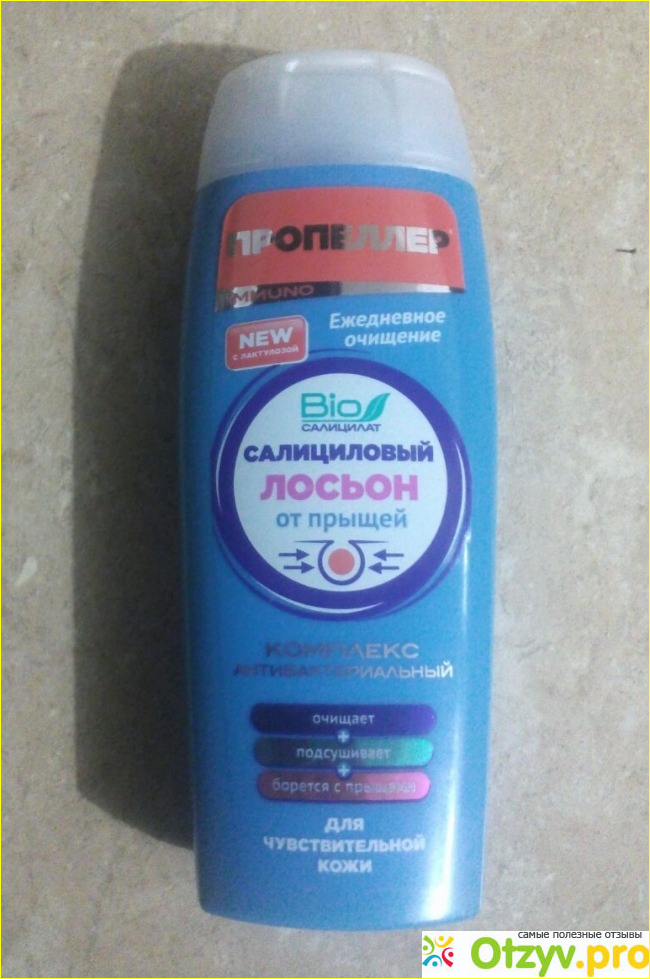 ПРОПЕЛЛЕР
IMMUNO
NEW
с лактулозой
Ежедневное
очищение
Bio
САЛИЦИЛАТ
САЛИЦИЛОВЫЙ
ЛОСЬОН
от прыщей
КОМПЛЕКС
АНТИБАКТЕРИАЛЬНЫЙ
очищает
+
подсушивает
+
борется с прыщами
для
чувствительной
кожи
самые полезные отзывы
Otzyv.pro